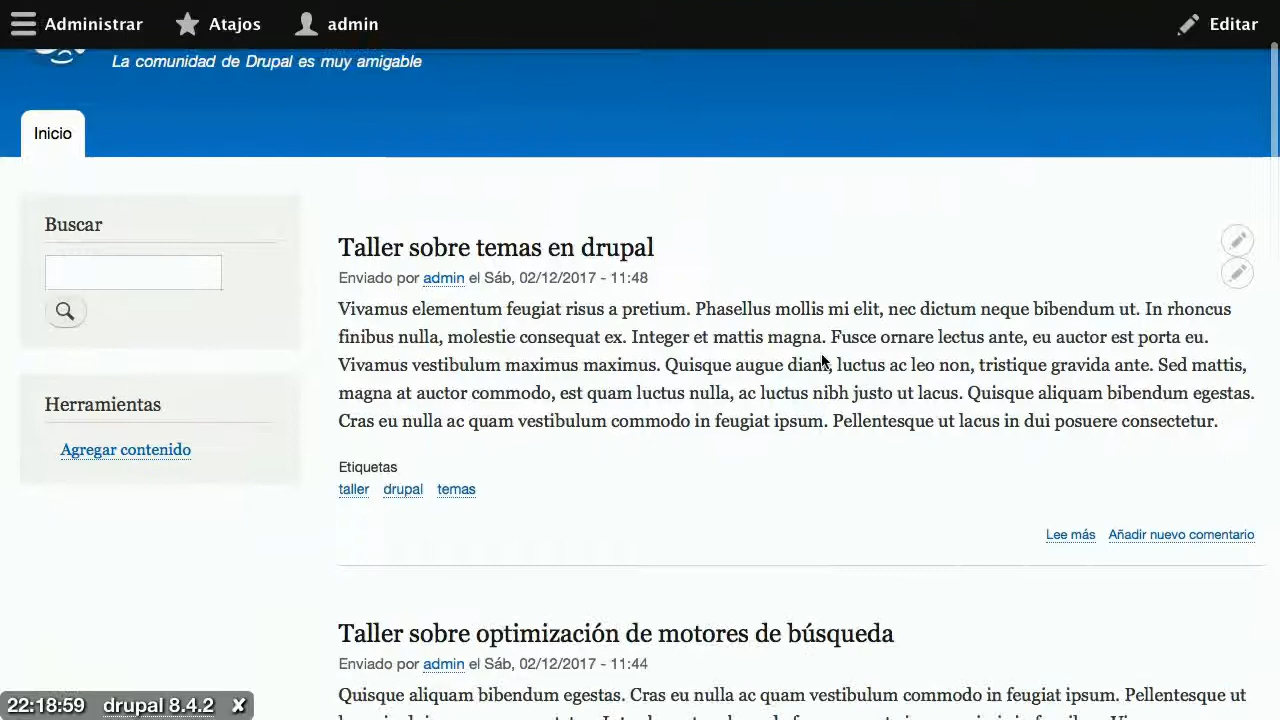 Administrar Atajos admin Editar
La comunidad de Drupal es muy amigable
Inicio
Buscar
Herramientas
Agregar contenido
Taller sobre temas en drupal
Enviado por admin el Sáb, 02/12/2017 - 11:48
Vivamus elementum feugiat risus a pretium. Phasellus mollis mi elit, nec dictum neque bibendum ut. In rhoncus
finibus nulla, molestie consequat ex. Integer et mattis magna. Fusce ornare lectus ante, eu auctor est porta eu.
Vivamus vestibulum maximus maximus. Quisque augue diam, luctus ac leo non, tristique gravida ante. Sed mattis,
magna at auctor commodo, est quam luctus nulla, ac luctus nibh justo ut lacus. Quisque aliquam bibendum egestas.
Cras eu nulla ac quam vestibulum commodo in feugiat ipsum. Pellentesque ut lacus in dui posuere consectetur.
Etiquetas
taller drupal temas
Lee más Añadir nuevo comentario
Taller sobre optimización de motores de búsqueda
Enviado por admin el Sáb, 02/12/2017 - 11:44
Quisque aliquam bibendum egestas. Cras eu nulla ac quam vestibulum commodo in feugiat ipsum. Pellentesque ut
22:18:59 drupal 8.4.2 ✘